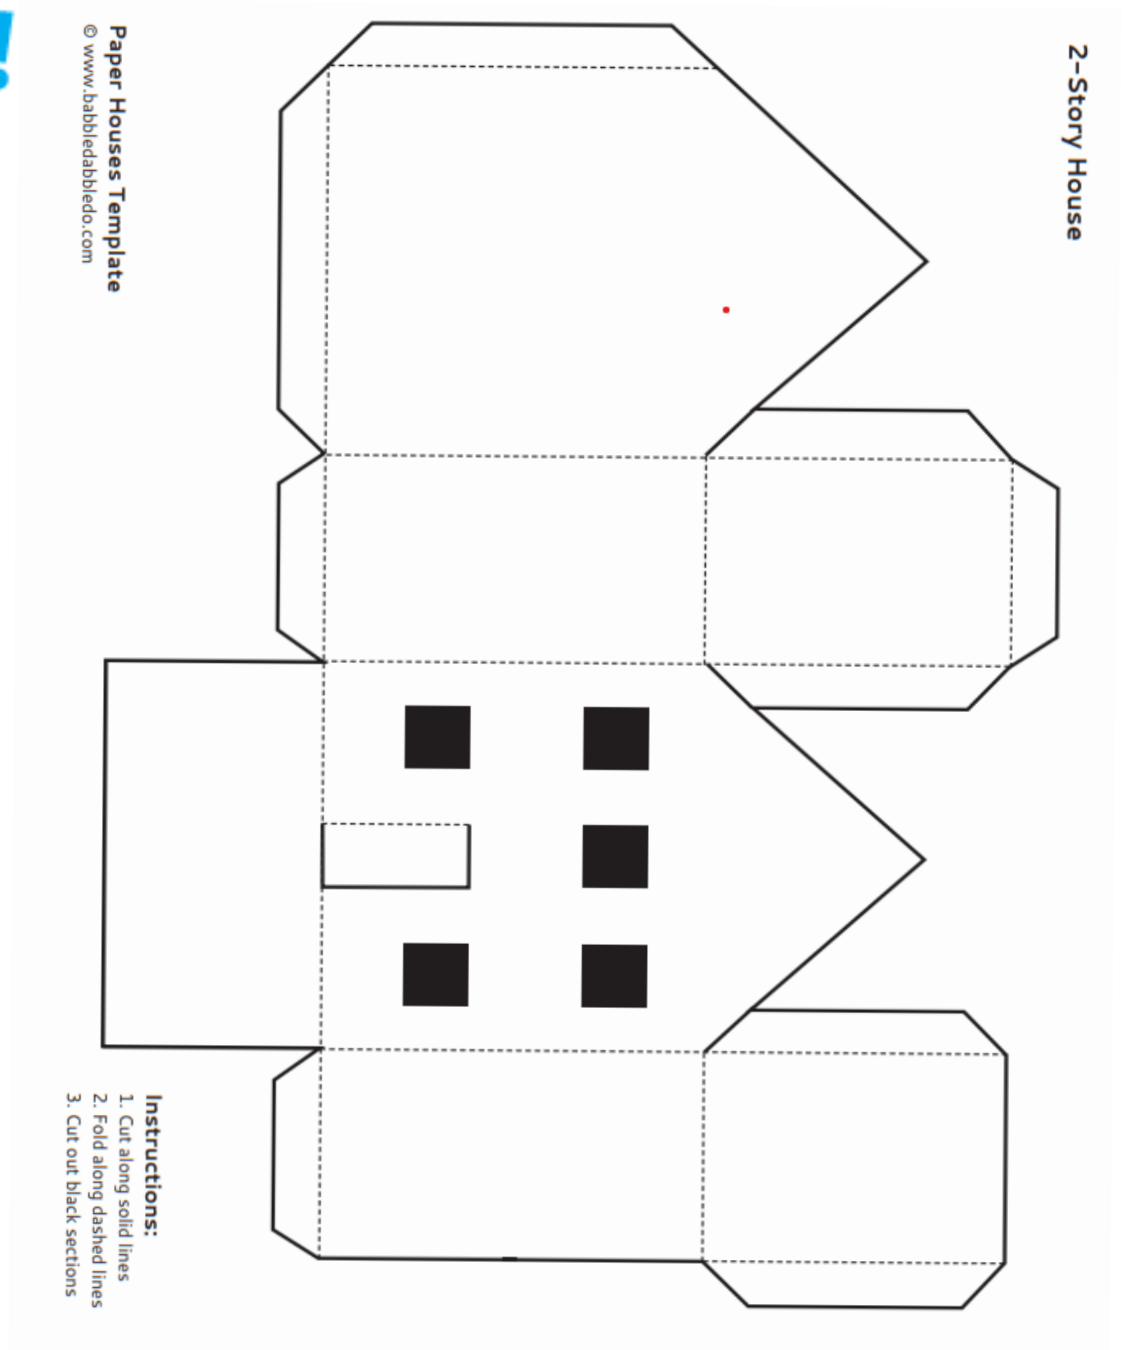 2-Story House
Paper Houses Template
© www.babbledabbledo.com
Instructions:
1. Cut along solid lines
2. Fold along dashed lines
3. Cut out black sections